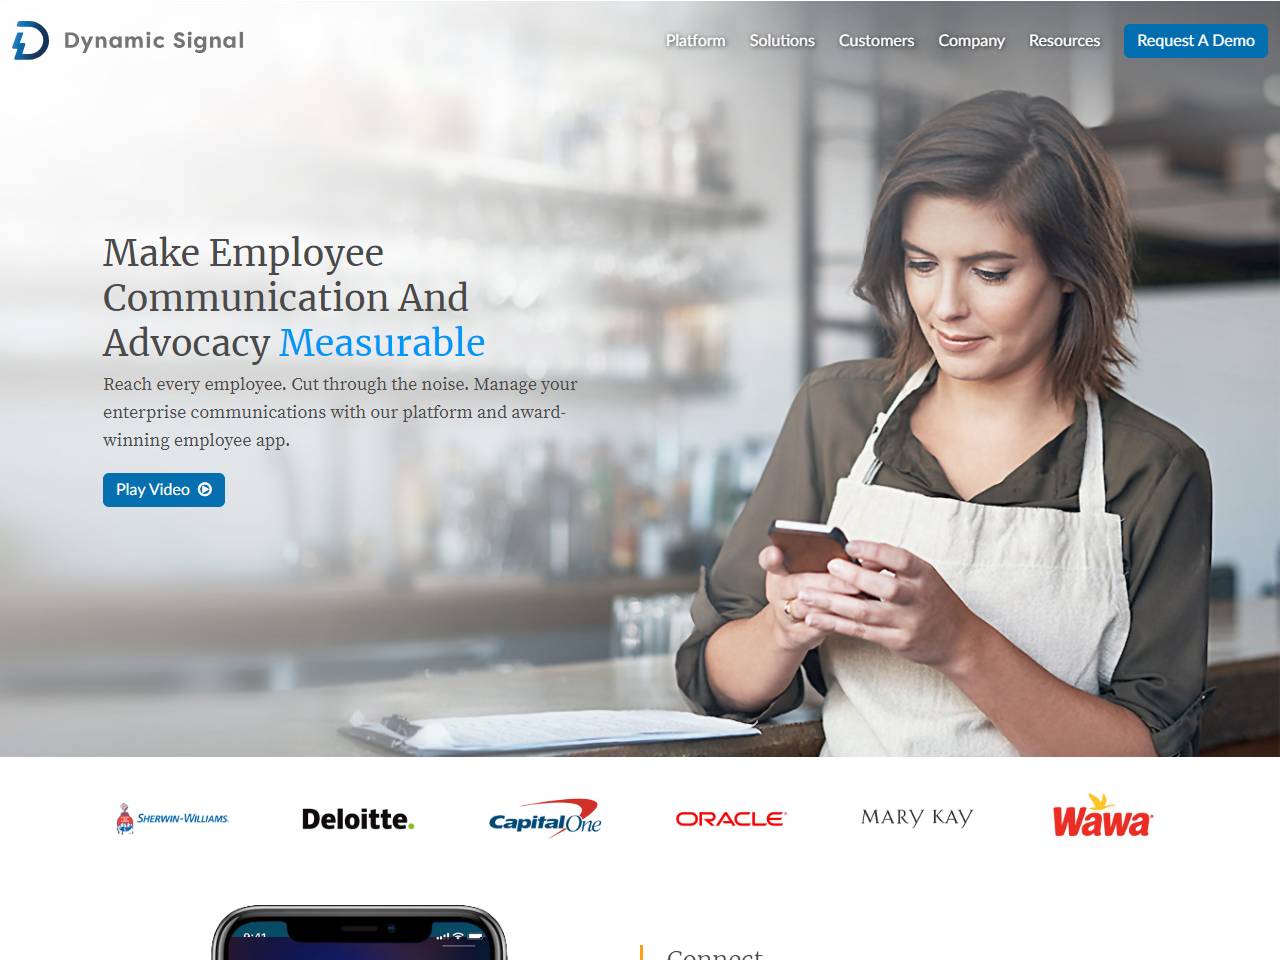 Dynamic Signal
Platform Solutions Customers Company Resources Request A Demo
Make Employee
Communication And
Advocacy Measurable
Reach every employee. Cut through the noise. Manage your
enterprise communications with our platform and award-
winning employee app.
Play Video
SHERWIN-WILLIAMS.
Deloitte.
CapitalOne
ORACLE
MARY KAY
Wawa
9:41
Connect